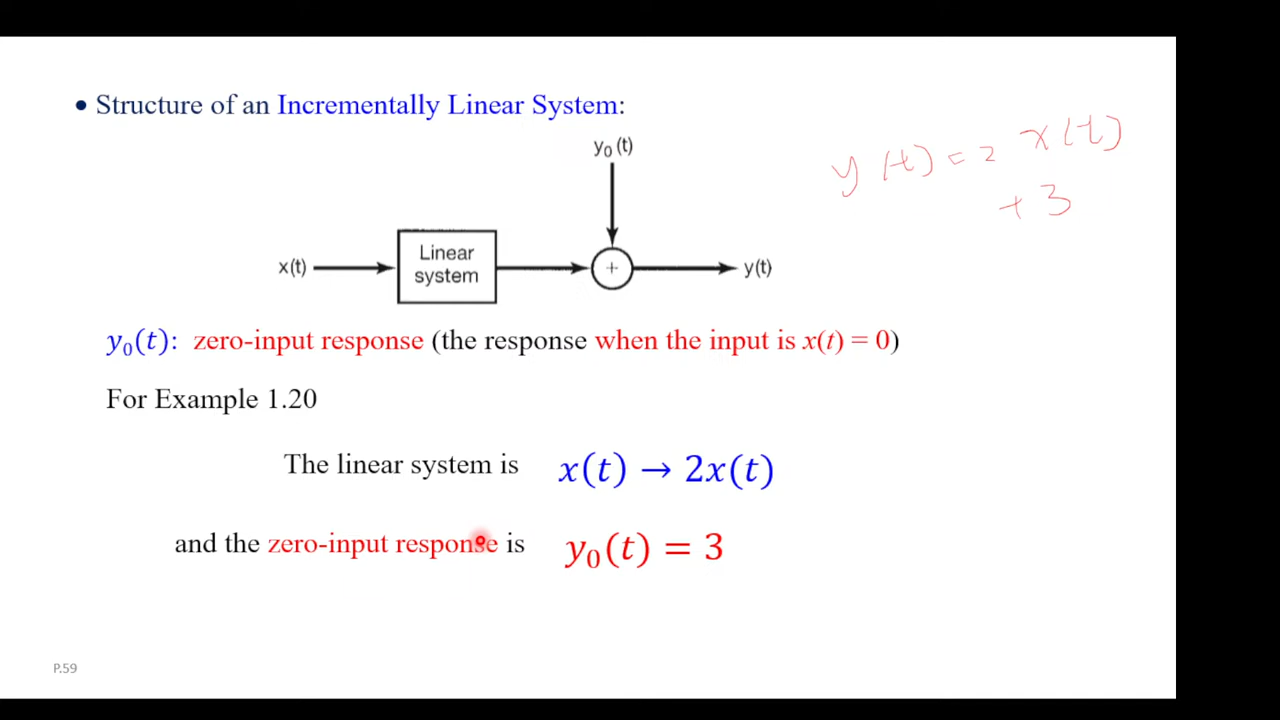 • Structure of an Incrementally Linear System:
y₀(t)
y(t) = 2 x(t)
+ 3
x(t)
Linear
system
+
y(t)
y₀(t): zero-input response (the response when the input is x(t) = 0)
For Example 1.20
The linear system is x(t) → 2x(t)
and the zero-input response is y₀(t) = 3
P.59